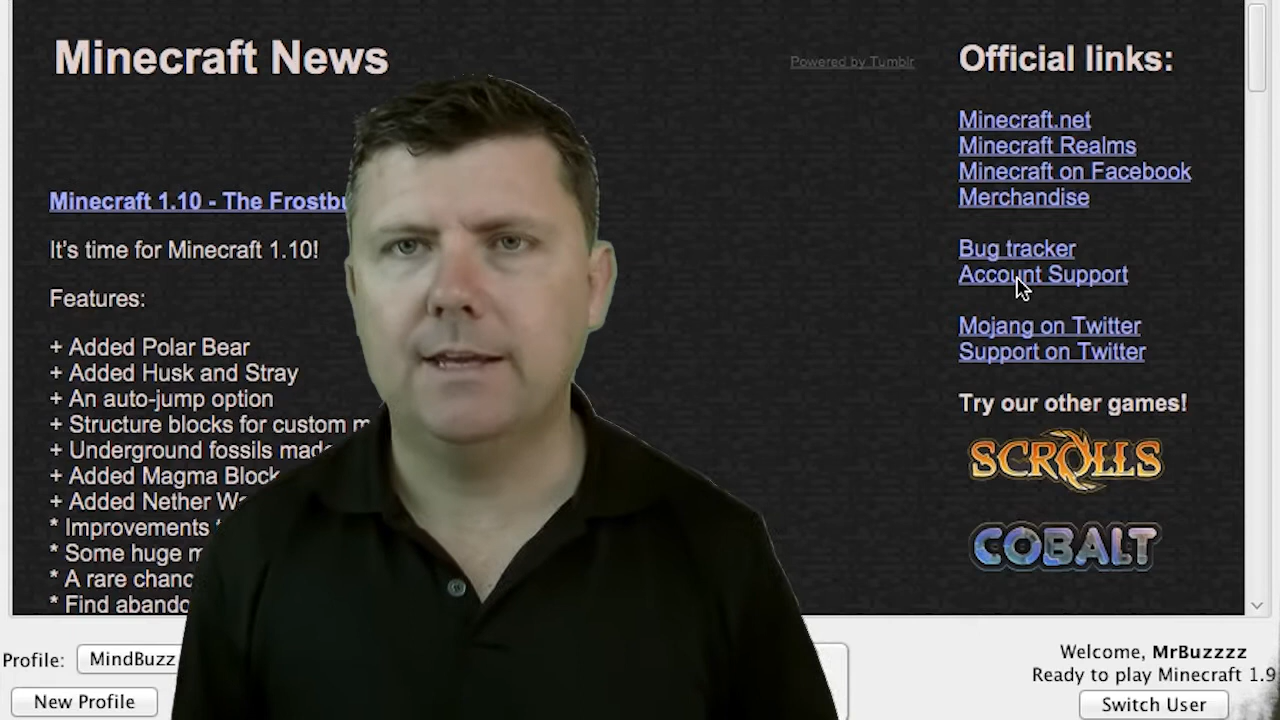 Minecraft News
Powered by Tumblr
Official links:
Minecraft.net
Minecraft Realms
Minecraft on Facebook
Merchandise
Minecraft 1.10 - The
It's time for Minecraft 1.10!
Bug tracker
Account Support
Features:
Mojang on Twitter
Support on Twitter
+ Added Polar Bear
+ Added Husk and Stray
+ An auto-jump option
+ Structure blocks for custom
+ Underground fossils
+ Added Magma Block
+ Added Nether
* Improvements
* Some huge
* A rare
* Find
Try our other games!
SCROLLS
COBALT
Profile: MindBuzz
New Profile
Welcome, MrBuzzzz
Ready to play Minecraft 1.9
Switch User